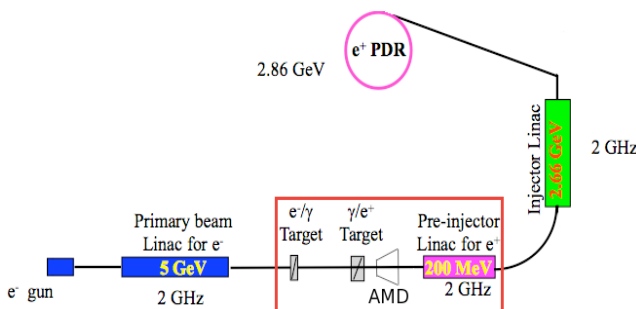 e⁺ PDR
2.86 GeV
Injector Linac
2.66 GeV
2 GHz
Primary beam
Linac for e⁻
5 GeV
2 GHz
e⁻ gun
e⁻/γ
Target
γ/e⁺
Target
AMD
Pre-injector
Linac for e⁺
200 MeV
2 GHz